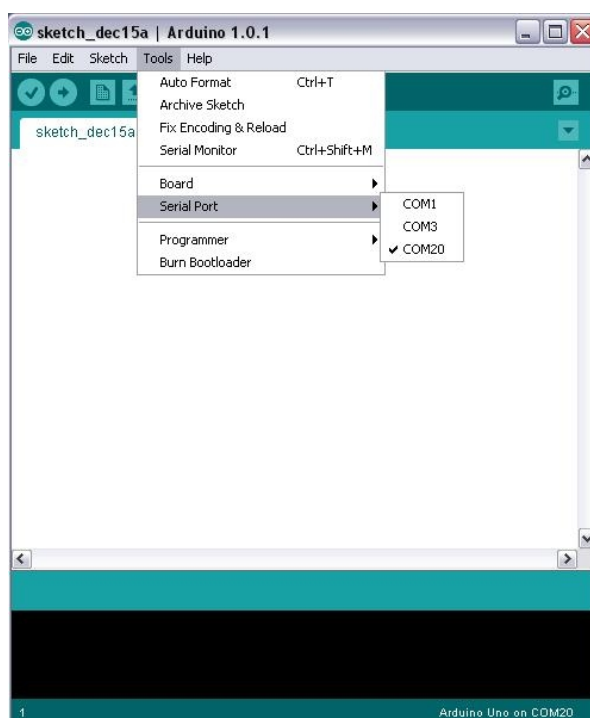 sketch_dec15a | Arduino 1.0.1
File Edit Sketch Tools Help
sketch_dec15a
Auto Format Ctrl+T
Archive Sketch
Fix Encoding & Reload
Serial Monitor Ctrl+Shift+M
Board
Serial Port
Programmer
Burn Bootloader
COM1
COM3
COM20
1
Arduino Uno on COM20